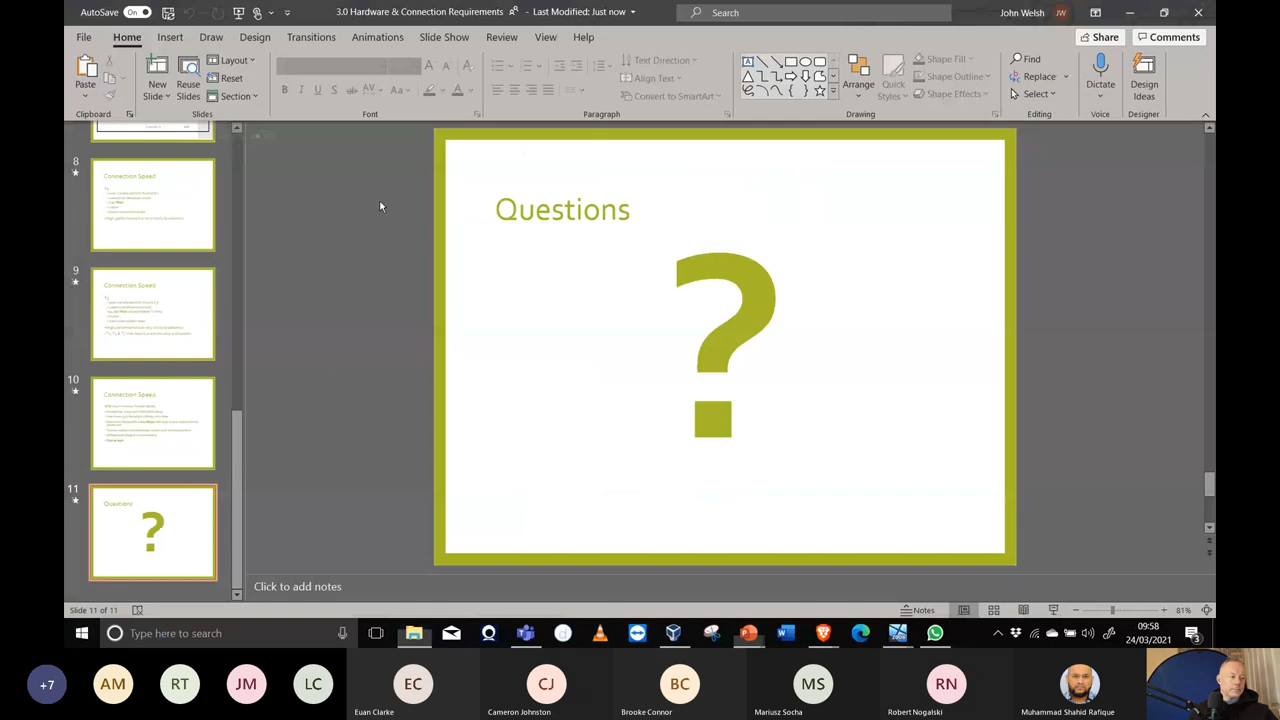 AutoSave On 3.0 Hardware & Connection Requirements - Last Modified: Just now Search John Welsh JW
File Home Insert Draw Design Transitions Animations Slide Show Review View Help Share Comments
Paste
Clipboard
New Slide
Reuse Slides
Layout
Reset
Section
Slides
B I U S ab AV Aa A
Font
Text Direction
Align Text
Convert to SmartArt
Paragraph
Arrange
Quick Styles
Shape Fill
Shape Outline
Shape Effects
Drawing
Find
Replace
Select
Editing
Dictate
Voice
Design Ideas
Designer
8
Connection Speed
9
Connection Speed
10
Connection Speed
11
Questions
?
Questions
?
Click to add notes
Slide 11 of 11 Notes 81%
Type here to search
09:58
24/03/2021
3
+7 AM RT JM LC EC CJ BC MS RN
Euan Clarke Cameron Johnston Brooke Connor Mariusz Socha Robert Nogalski Muhammad Shahid Rafique